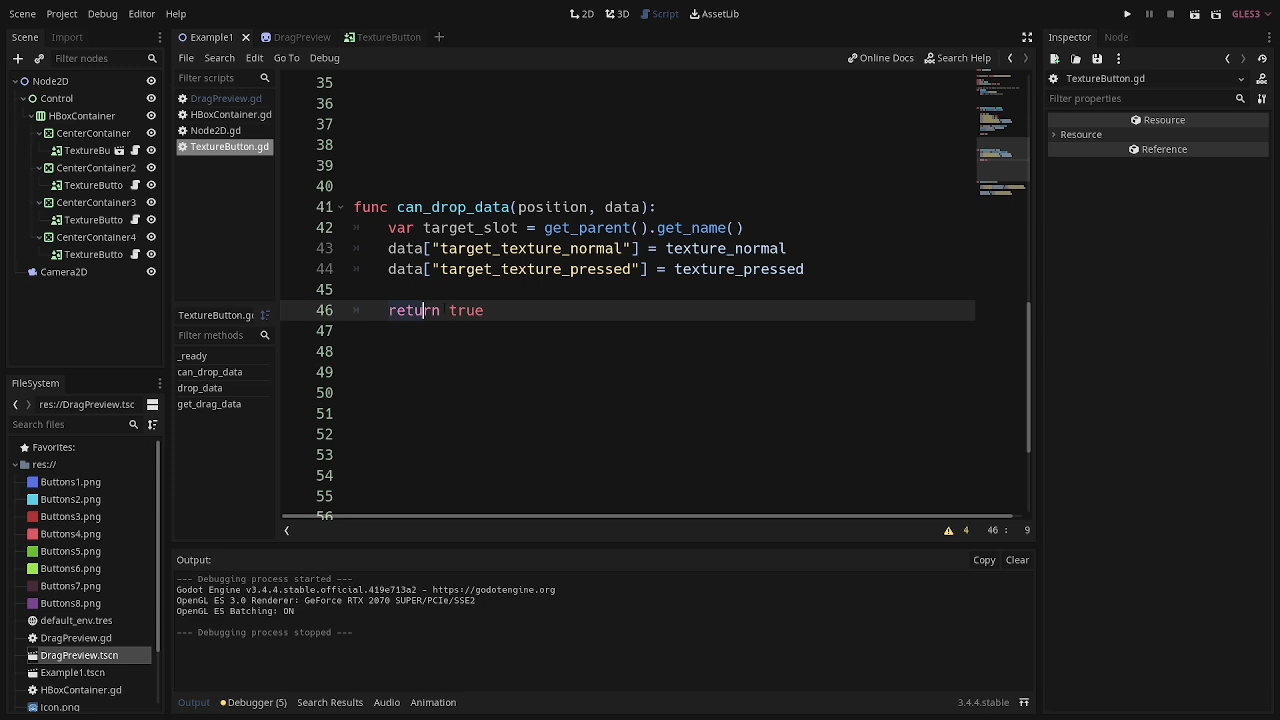 Scene Project Debug Editor Help
2D 3D Script AssetLib
GLES3
Scene Import
Filter nodes
Node2D
Control
HBoxContainer
CenterContainer
TextureBu
CenterContainer2
TextureButto
CenterContainer3
TextureButto
CenterContainer4
TextureButto
Camera2D
FileSystem
res://DragPreview.tsc
Search files
Favorites:
res://
Buttons1.png
Buttons2.png
Buttons3.png
Buttons4.png
Buttons5.png
Buttons6.png
Buttons7.png
Buttons8.png
default_env.tres
DragPreview.gd
DragPreview.tscn
Example1.tscn
HBoxContainer.gd
Icon.png
Example1 DragPreview TextureButton
File Search Edit Go To Debug
Online Docs Search Help
Filter scripts
DragPreview.gd
HBoxContainer.gd
Node2D.gd
TextureButton.gd
TextureButton.gd
Filter methods
_ready
can_drop_data
drop_data
get_drag_data
35
36
37
38
39
40
41 func can_drop_data(position, data):
42 var target_slot = get_parent().get_name()
43 data["target_texture_normal"] = texture_normal
44 data["target_texture_pressed"] = texture_pressed
45
46 return true
47
48
49
50
51
52
53
54
55
56
4 46 : 9
Output:
Copy Clear
--- Debugging process started ---
Godot Engine v3.4.4.stable.official.419e713a2 - https://godotengine.org
OpenGL ES 3.0 Renderer: GeForce RTX 2070 SUPER/PCIe/SSE2
OpenGL ES Batching: ON
--- Debugging process stopped ---
Output Debugger (5) Search Results Audio Animation
3.4.4.stable
Inspector Node
TextureButton.gd
Filter properties
Resource
Resource
Reference